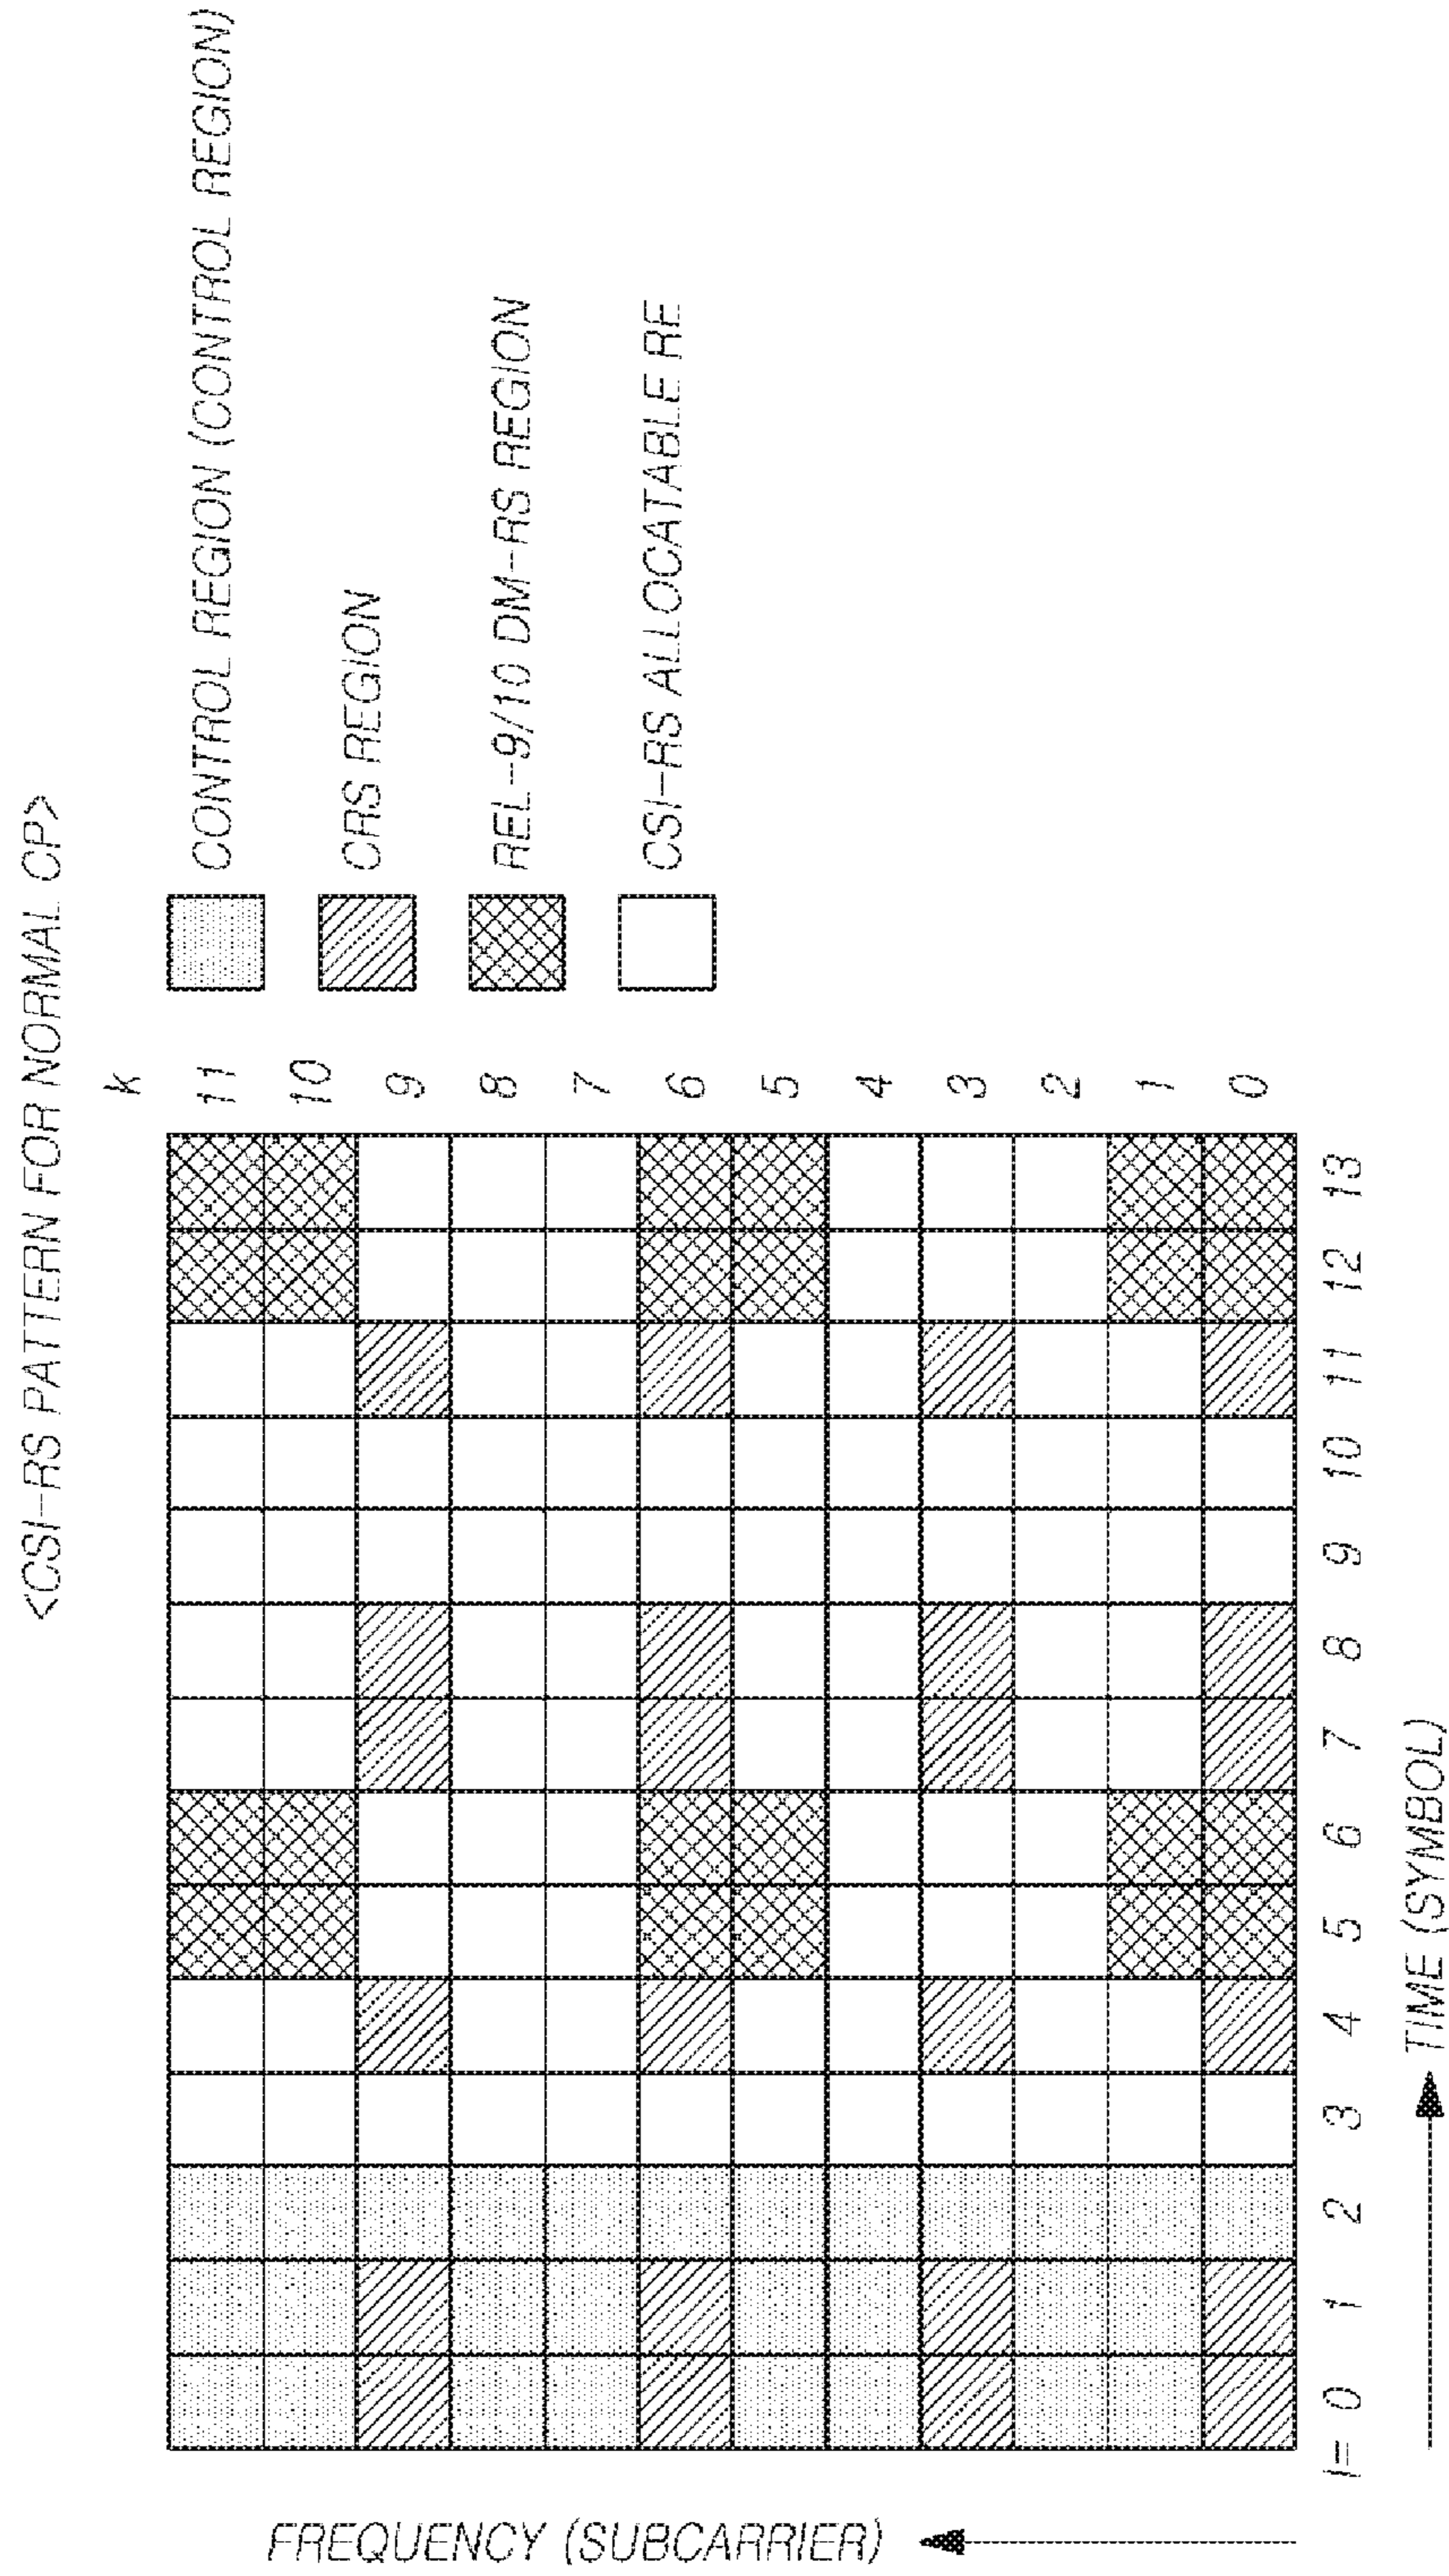 <CSI-RS PATTERN FOR NORMAL CP>
k
11
10
9
8
7
6
5
4
3
2
1
0
CONTROL REGION (CONTROL REGION)
CRS REGION
REL-9/10 DM-RS REGION
CSI-RS ALLOCATABLE RE
l= 0 1 2 3 4 5 6 7 8 9 10 11 12 13
FREQUENCY (SUBCARRIER)
TIME (SYMBOL)